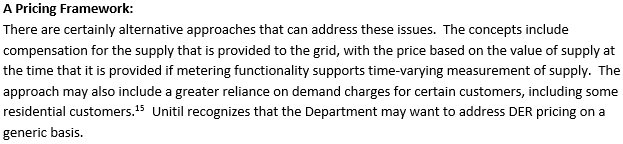 A Pricing Framework:
There are certainly alternative approaches that can address these issues.  The concepts include
compensation for the supply that is provided to the grid, with the price based on the value of supply at
the time that it is provided if metering functionality supports time-varying measurement of supply.  The
approach may also include a greater reliance on demand charges for certain customers, including some
residential customers.15  Unitil recognizes that the Department may want to address DER pricing on a
generic basis.